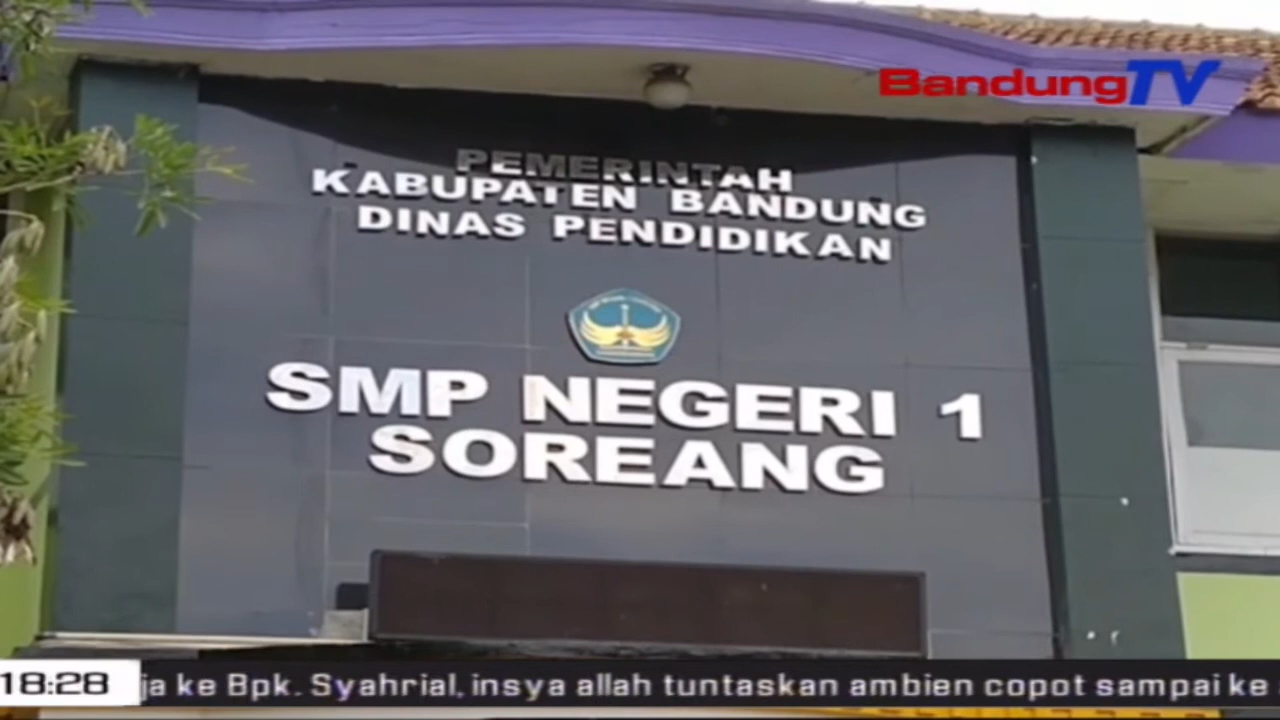 BandungTV
PEMERINTAH
KABUPATEN BANDUNG
DINAS PENDIDIKAN
SMP NEGERI 1
SOREANG
18:28
ja ke Bpk. Syahrial, insya allah tuntaskan ambien copot sampai ke